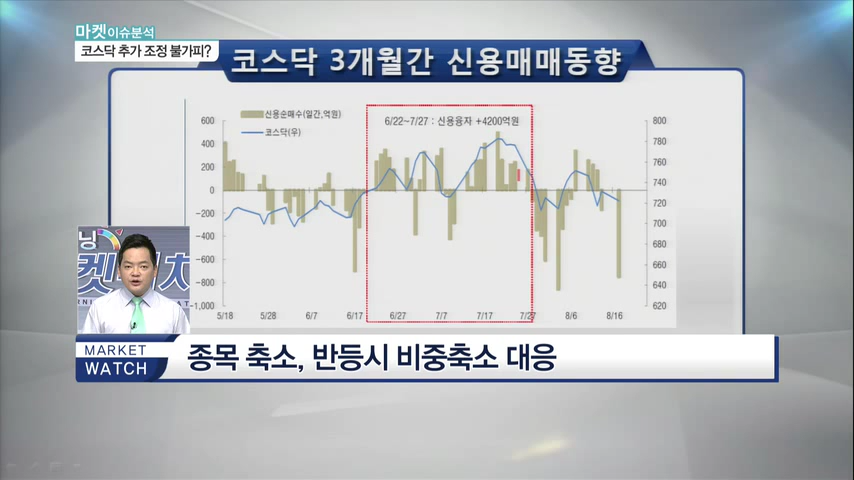 마켓이슈분석
코스닥 추가 조정 불가피?
코스닥 3개월간 신용매매동향
신용순매수(일간,억원)
코스닥(우)
6/22~7/27 : 신용융자 +4200억원
600
400
200
0
-200
-400
-600
-800
-1,000
800
780
760
740
720
700
680
660
640
620
5/18 5/28 6/7 6/17 6/27 7/7 7/17 7/27 8/6 8/16
닝
MARKET
WATCH
종목 축소, 반등시 비중축소 대응